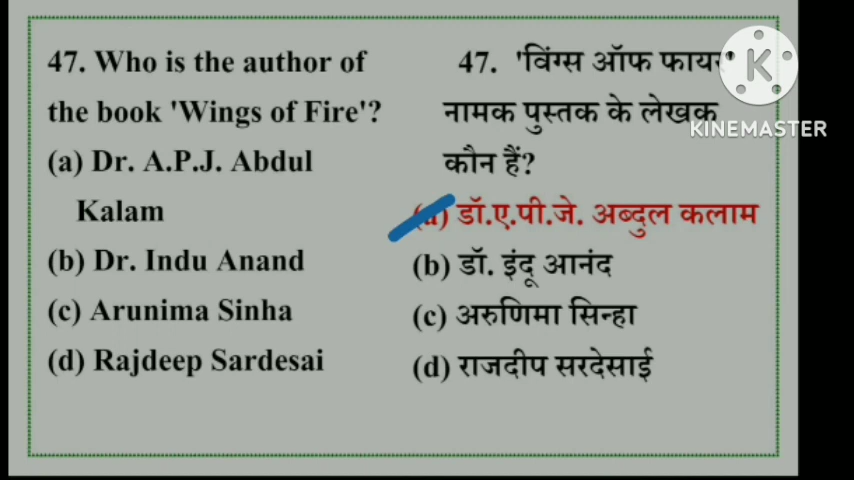 47. Who is the author of
the book 'Wings of Fire'?
(a) Dr. A.P.J. Abdul
Kalam
(b) Dr. Indu Anand
(c) Arunima Sinha
(d) Rajdeep Sardesai
47. 'विंग्स ऑफ फायर'
नामक पुस्तक के लेखक
कौन हैं?
(a) डॉ.ए.पी.जे. अब्दुल कलाम
(b) डॉ. इंदू आनंद
(c) अरुणिमा सिन्हा
(d) राजदीप सरदेसाई
K
KINEMASTER